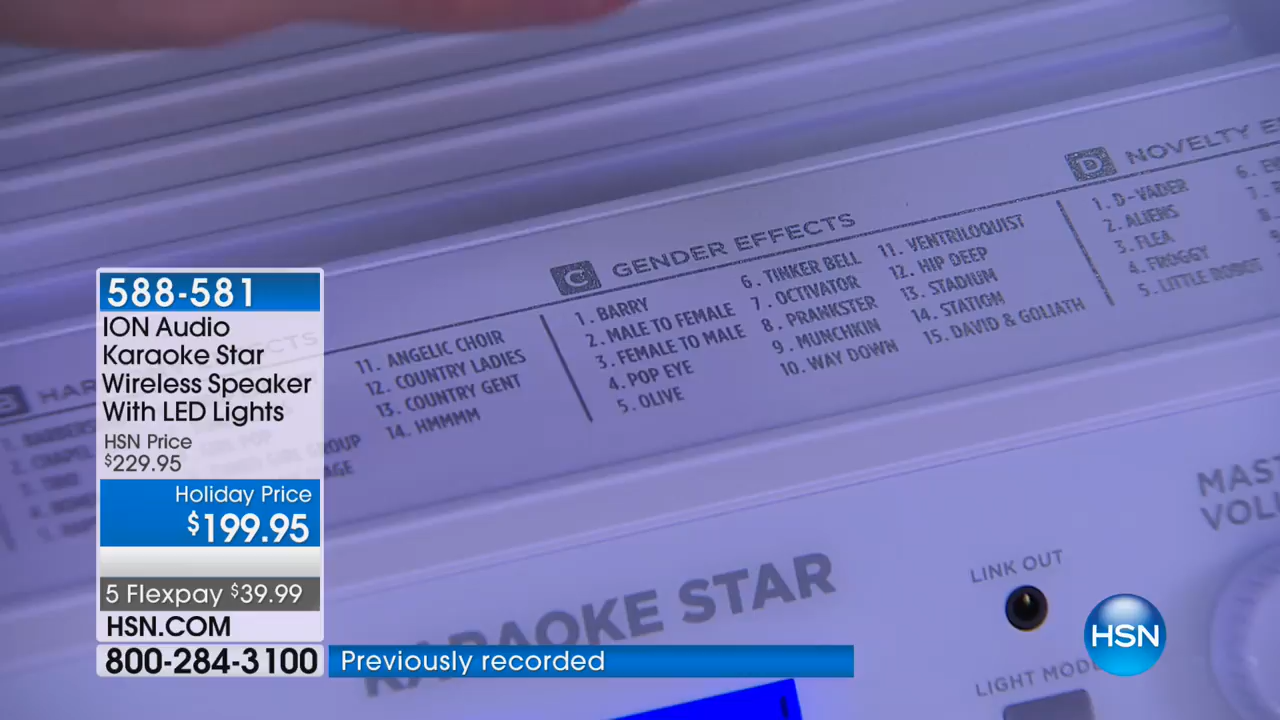 D NOVELTY
1. D-VADER
2. ALIENS
3. FLEA
4. FROGGY
5. LITTLE ROBOT
C GENDER EFFECTS
1. BARRY
2. MALE TO FEMALE
3. FEMALE TO MALE
4. POP EYE
5. OLIVE
6. TINKER BELL
7. OCTIVATOR
8. PRANKSTER
9. MUNCHKIN
10. WAY DOWN
11. VENTRILOQUIST
12. HIP DEEP
13. STADIUM
14. STATION
15. DAVID & GOLIATH
11. ANGELIC CHOIR
12. COUNTRY LADIES
13. COUNTRY GENT
14. HMMMM
588-581
ION Audio
Karaoke Star
Wireless Speaker
With LED Lights
HSN Price
$229.95
Holiday Price
$199.95
5 Flexpay $39.99
HSN.COM
800-284-3100
Previously recorded
KARAOKE STAR
LINK OUT
LIGHT MODE
HSN